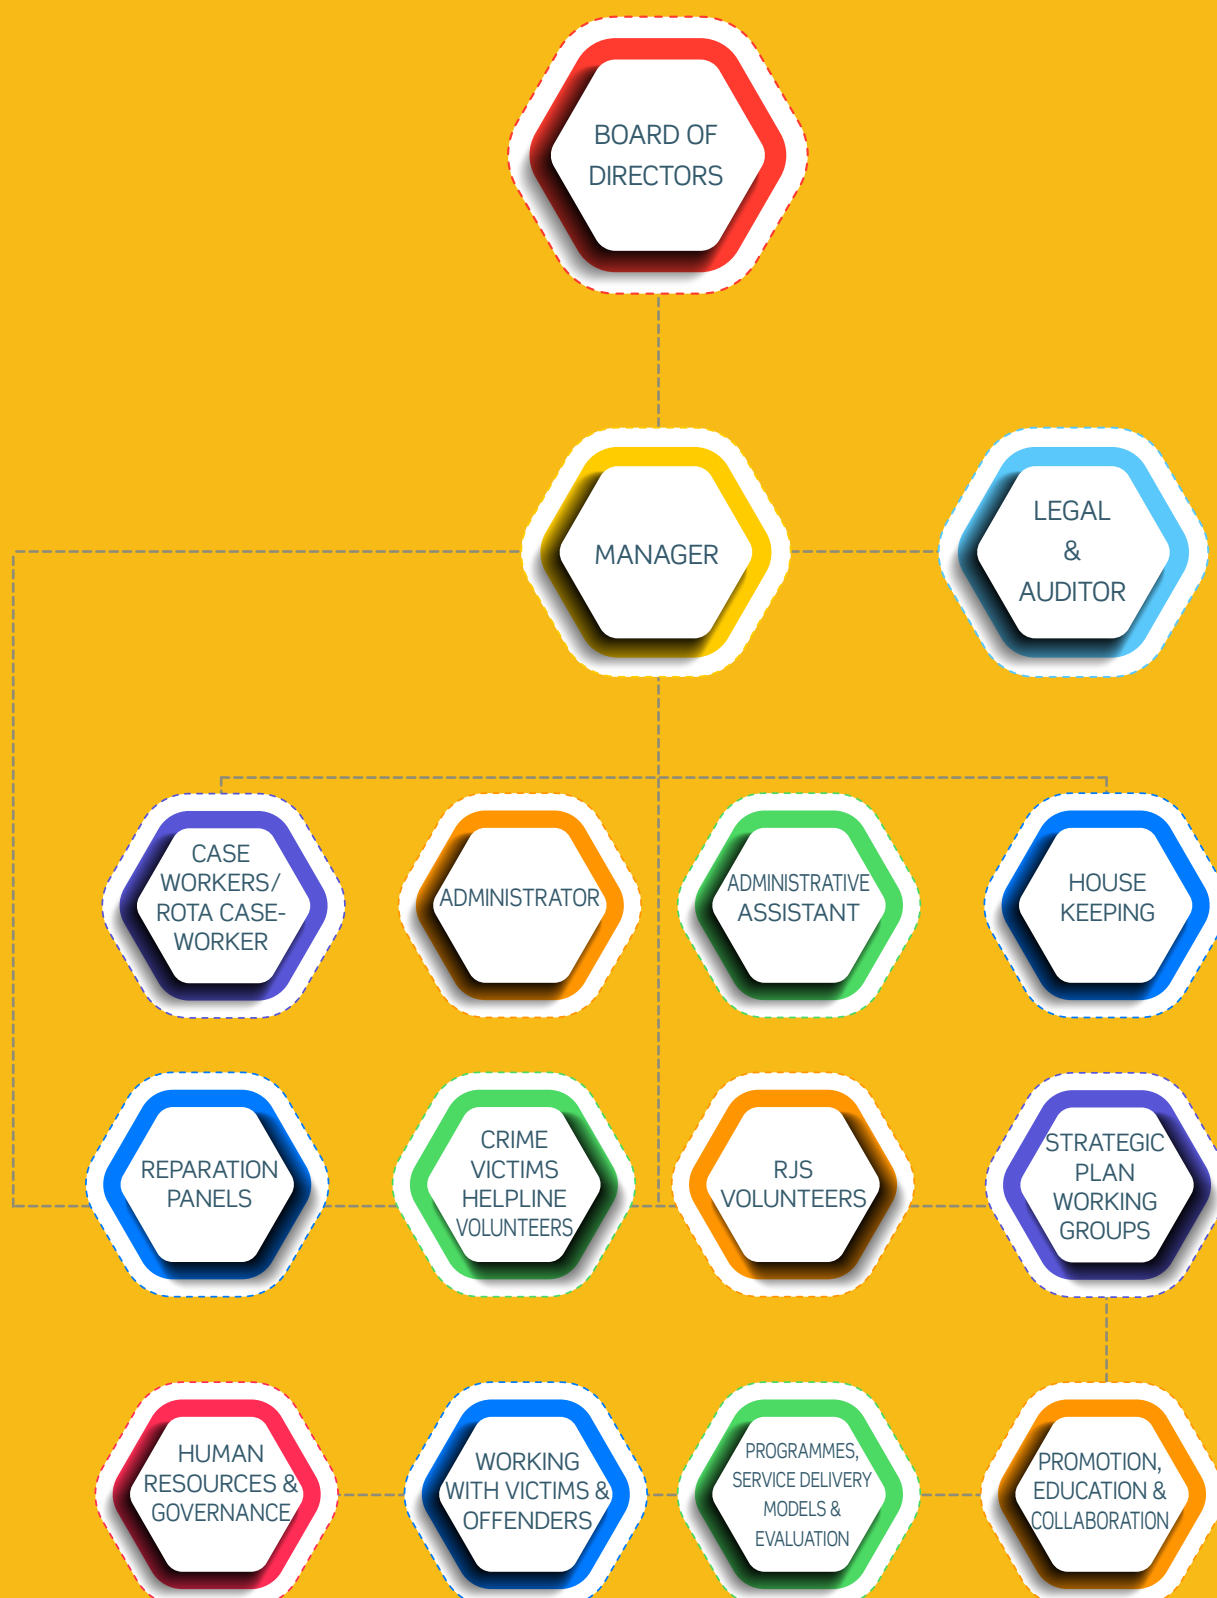 BOARD OF
DIRECTORS
MANAGER
LEGAL
&
AUDITOR
CASE
WORKERS/
ROTA CASE-
WORKER
ADMINISTRATOR
ADMINISTRATIVE
ASSISTANT
HOUSE
KEEPING
REPARATION
PANELS
CRIME
VICTIMS
HELPLINE
VOLUNTEERS
RJS
VOLUNTEERS
STRATEGIC
PLAN
WORKING
GROUPS
HUMAN
RESOURCES &
GOVERNANCE
WORKING
WITH VICTIMS &
OFFENDERS
PROGRAMMES,
SERVICE DELIVERY
MODELS &
EVALUATION
PROMOTION,
EDUCATION &
COLLABORATION